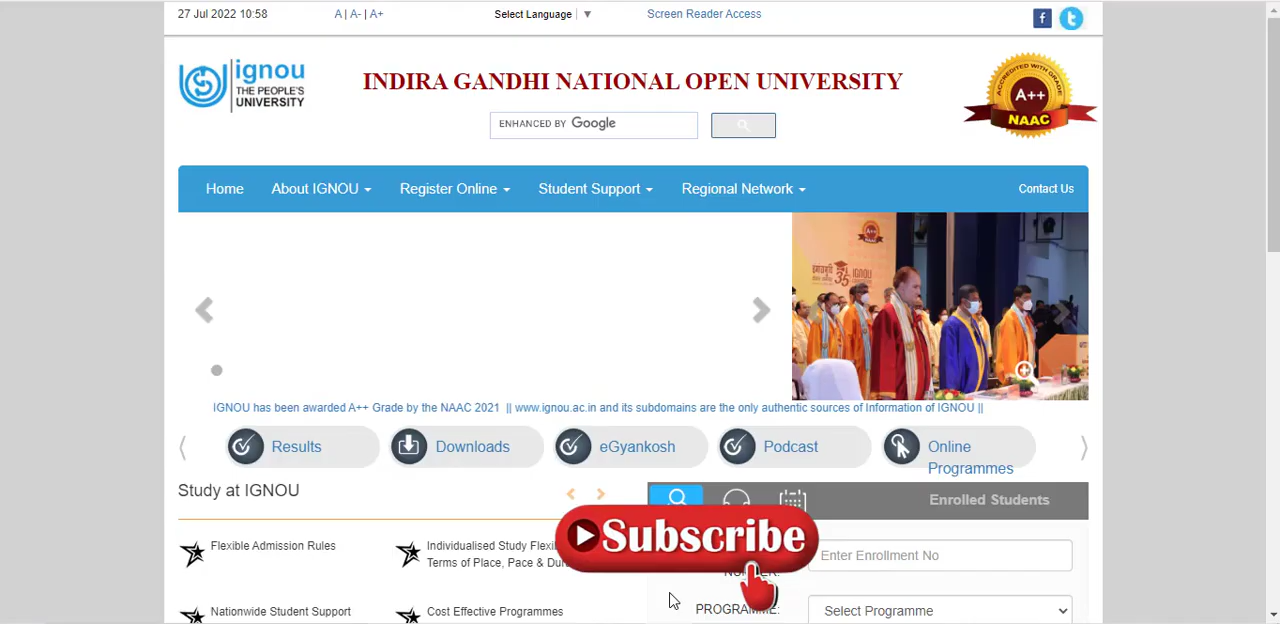 27 Jul 2022 10:58
A | A- | A+
Select Language ▼
Screen Reader Access
ignou
THE PEOPLE'S
UNIVERSITY
INDIRA GANDHI NATIONAL OPEN UNIVERSITY
ACCREDITED WITH GRADE
A++
NAAC
ENHANCED BY Google
Home
About IGNOU
Register Online
Student Support
Regional Network
Contact Us
A++
35
IGNOU has been awarded A++ Grade by the NAAC 2021 || www.ignou.ac.in and its subdomains are the only authentic sources of Information of IGNOU ||
Results
Downloads
eGyankosh
Podcast
Online
Programmes
Study at IGNOU
Enrolled Students
Subscribe
Flexible Admission Rules
Individualised Study
Terms of Place, Pace &
Enter Enrollment No
Nationwide Student Support
Cost Effective Programmes
PROGRAMME:
Select Programme